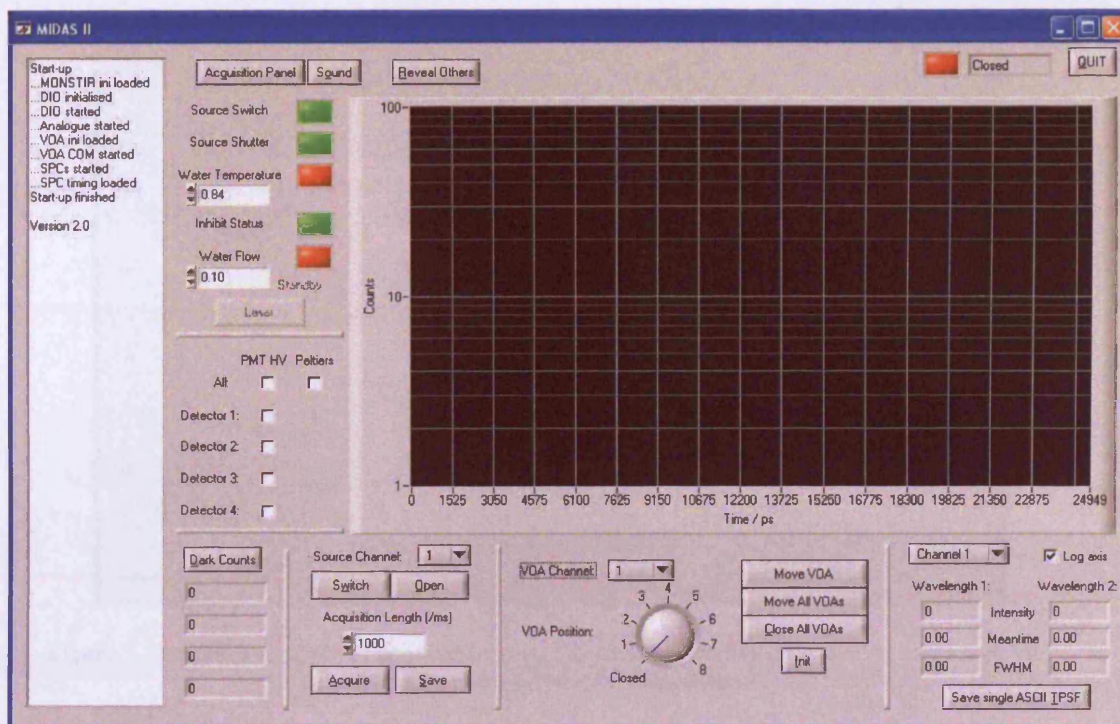 MIDAS II
Start-up
...MONSTIR ini loaded
...DIO initialised
...DIO started
...Analogue started
...VOA ini loaded
...VOA COM started
...SPCs started
...SPC timing loaded
Start-up finished
Version 2.0
Acquisition Panel
Sound
Reveal Others
Closed
QUIT
Source Switch
Source Shutter
Water Temperature
0.84
Inhibit Status
Water Flow
0.10
Standby
Laser
PMT HV Peltiers
All:
Detector 1:
Detector 2:
Detector 3:
Detector 4:
Counts
100
10
1
0 1525 3050 4575 6100 7625 9150 10675 12200 13725 15250 16775 18300 19825 21350 22875 24949
Time / ps
Dark Counts
0
0
0
0
Source Channel: 1
Switch Open
Acquisition Length [/ms]
1000
Acquire Save
VOA Channel: 1
VOA Position:
Closed 1 2 3 4 5 6 7 8
Move VOA
Move All VOAs
Close All VOAs
Init
Channel 1 Log axis
Wavelength 1: Wavelength 2:
0 Intensity 0
0.00 Meantime 0.00
0.00 FWHM 0.00
Save single ASCII TPSF